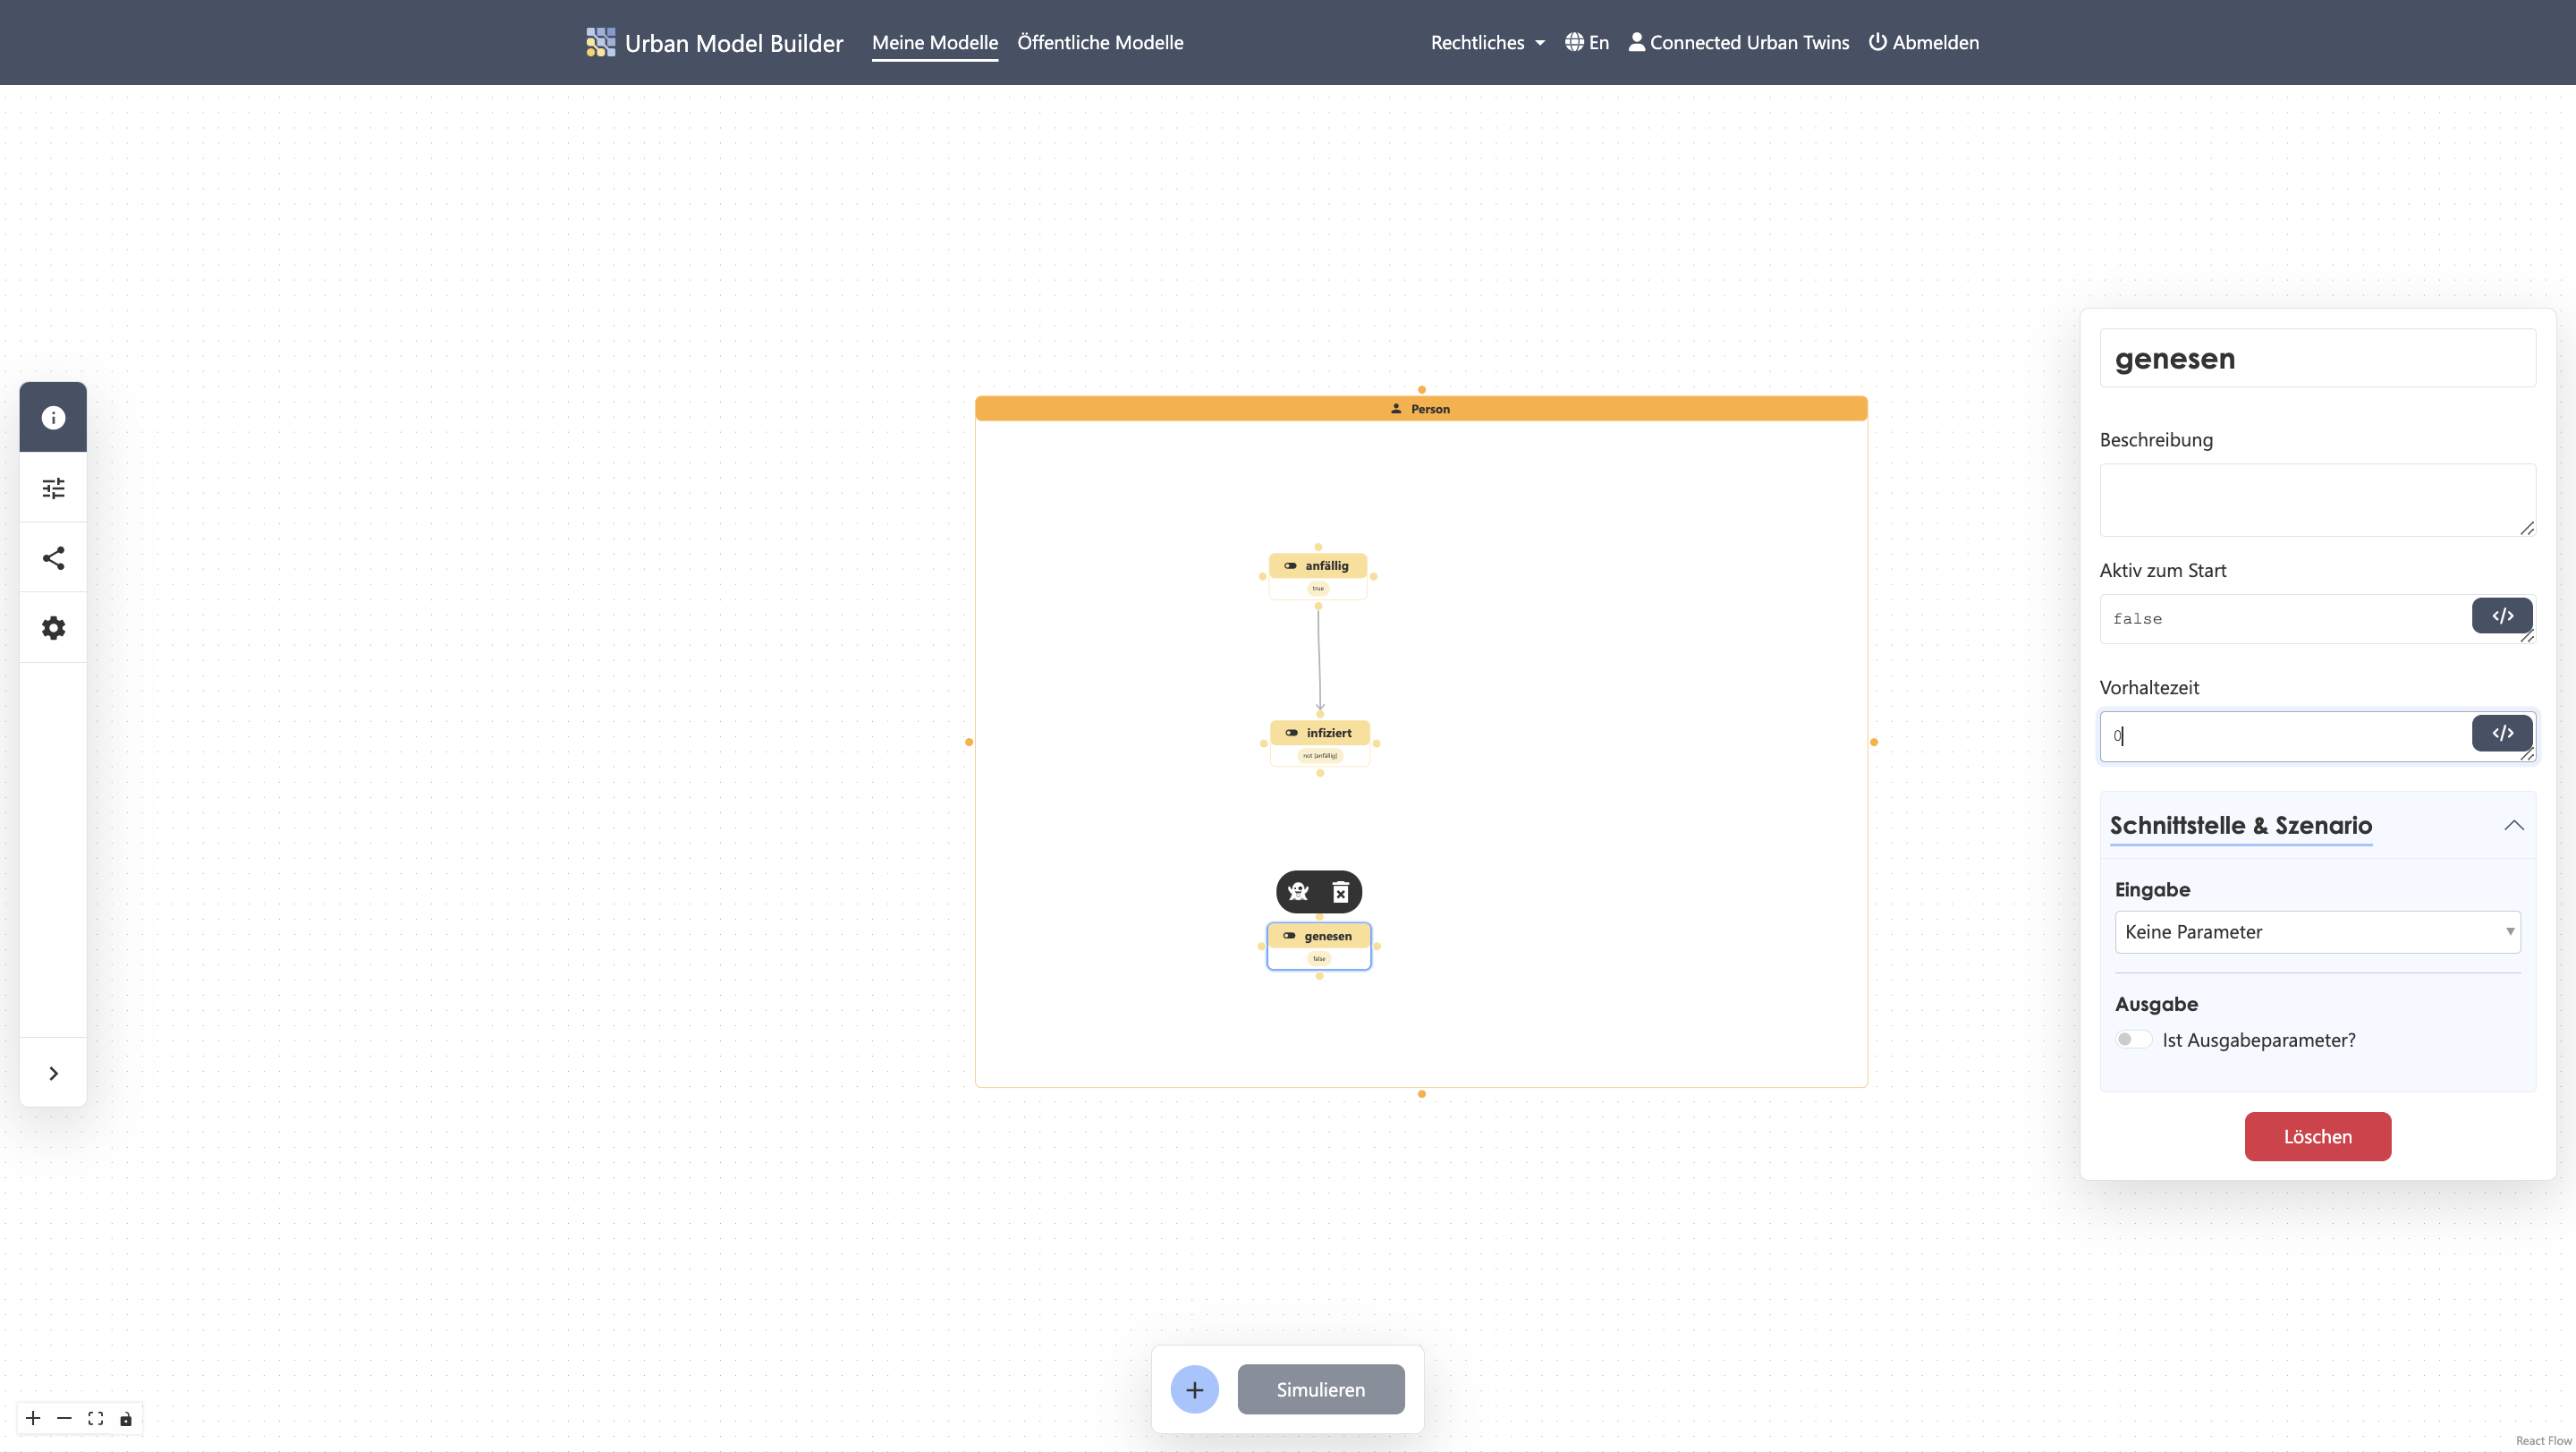 Urban Model Builder
Meine Modelle
Öffentliche Modelle
Rechtliches
En
Connected Urban Twins
Abmelden
Person
anfällig
true
infiziert
not [anfällig]
genesen
false
genesen
Beschreibung
Aktiv zum Start
false
</>
Vorhaltezeit
0
</>
Schnittstelle & Szenario
Eingabe
Keine Parameter
Ausgabe
Ist Ausgabeparameter?
Löschen
Simulieren
React Flow